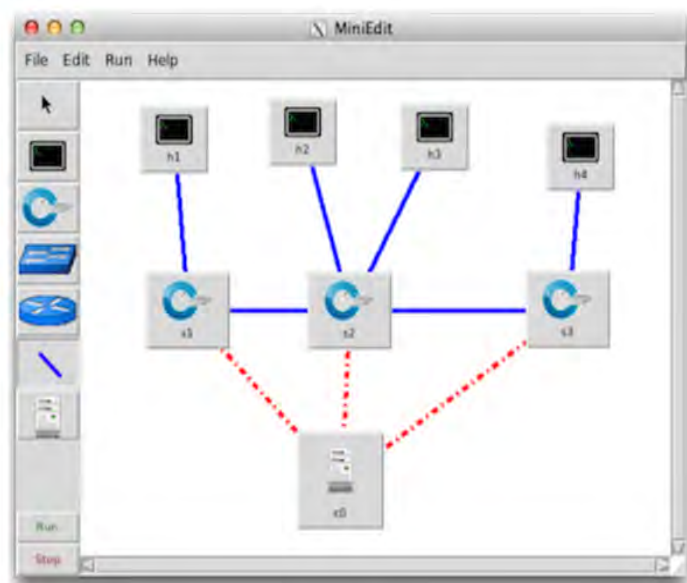 MiniEdit
File Edit Run Help
h1
h2
h3
h4
s1
s2
s3
c0
Run
Stop